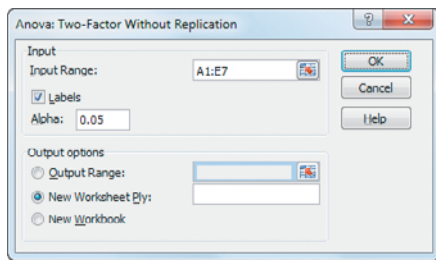 Anova: Two-Factor Without Replication
Input
Input Range:
A1:E7
Labels
Alpha:
0.05
Output options
Output Range:
New Worksheet Ply:
New Workbook
OK
Cancel
Help